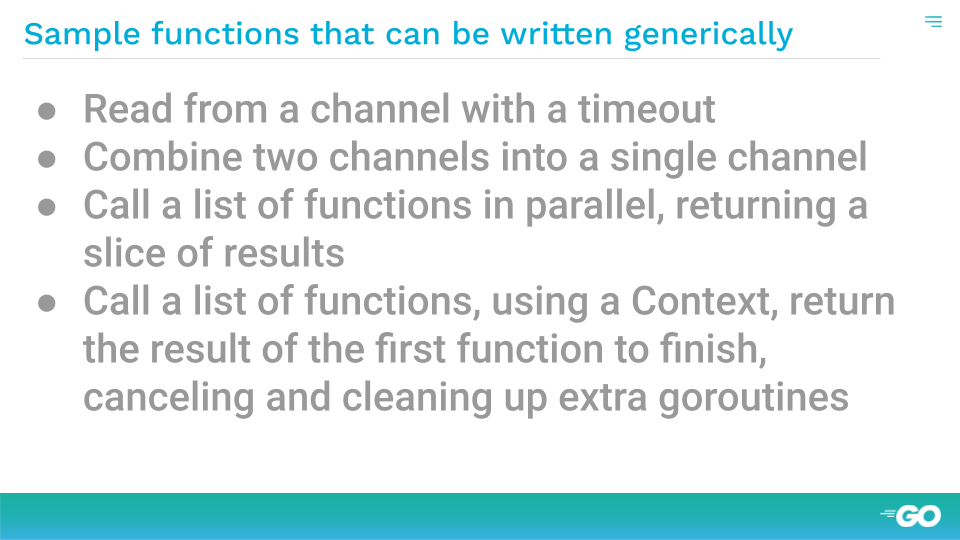 Sample functions that can be written generically
● Read from a channel with a timeout
● Combine two channels into a single channel
● Call a list of functions in parallel, returning a
slice of results
● Call a list of functions, using a Context, return
the result of the first function to finish,
canceling and cleaning up extra goroutines
GO